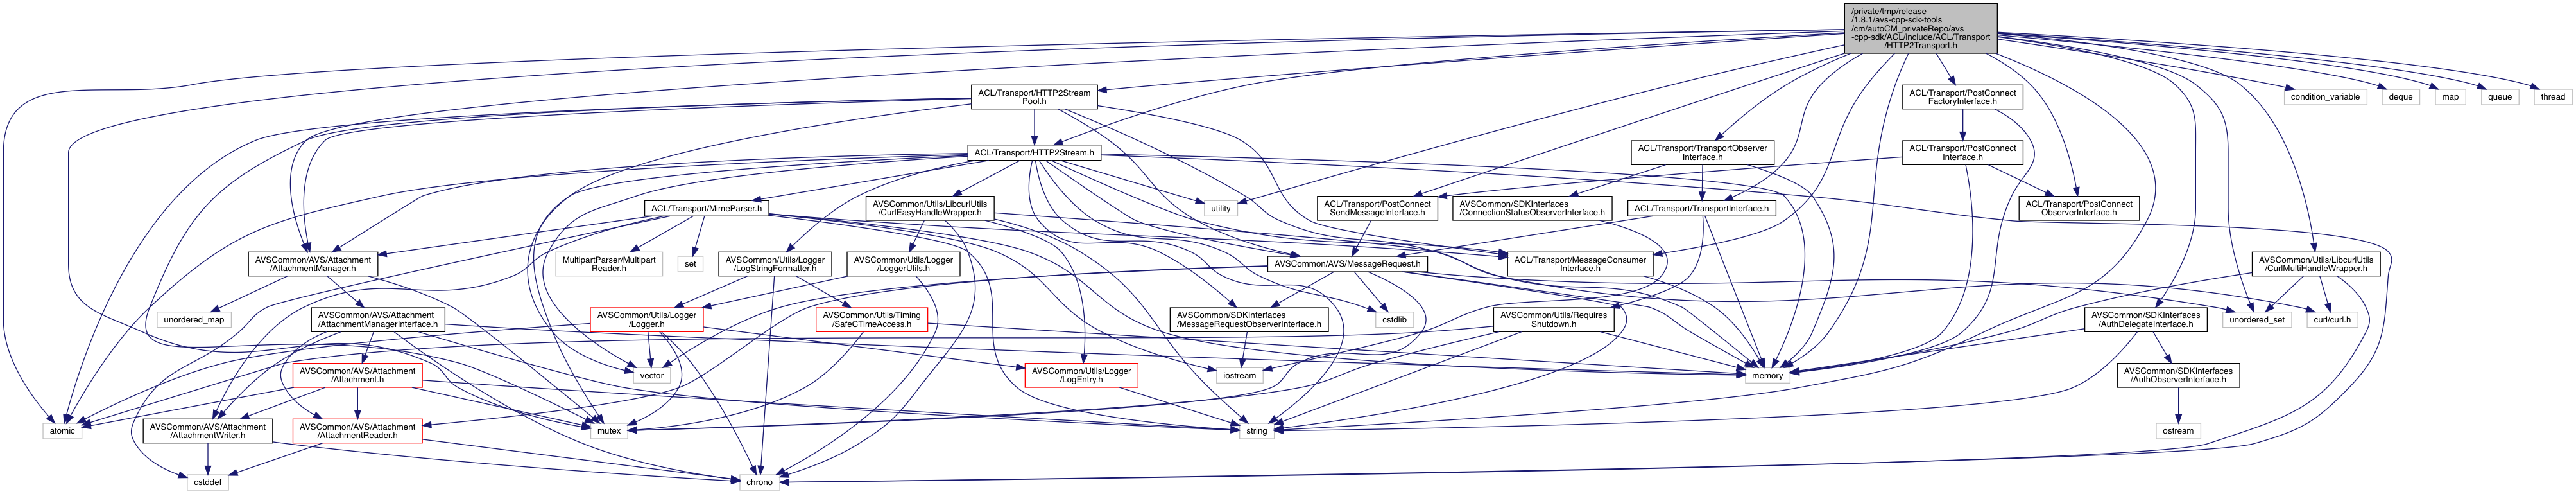 /private/tmp/release
/1.8.1/avs-cpp-sdk-tools
/cm/autoCM_privateRepo/avs
-cpp-sdk/ACL/include/ACL/Transport
/HTTP2Transport.h
ACL/Transport/HTTP2Stream
Pool.h
ACL/Transport/PostConnect
FactoryInterface.h
condition_variable
deque
map
queue
thread
ACL/Transport/HTTP2Stream.h
ACL/Transport/TransportObserver
Interface.h
ACL/Transport/PostConnect
Interface.h
ACL/Transport/MimeParser.h
AVSCommon/Utils/LibcurlUtils
/CurlEasyHandleWrapper.h
utility
ACL/Transport/PostConnect
SendMessageInterface.h
AVSCommon/SDKInterfaces
/ConnectionStatusObserverInterface.h
ACL/Transport/TransportInterface.h
ACL/Transport/PostConnect
ObserverInterface.h
AVSCommon/AVS/Attachment
/AttachmentManager.h
MultipartParser/Multipart
Reader.h
set
AVSCommon/Utils/Logger
/LogStringFormatter.h
AVSCommon/Utils/Logger
/LoggerUtils.h
AVSCommon/AVS/MessageRequest.h
ACL/Transport/MessageConsumer
Interface.h
AVSCommon/Utils/LibcurlUtils
/CurlMultiHandleWrapper.h
unordered_map
AVSCommon/AVS/Attachment
/AttachmentManagerInterface.h
AVSCommon/Utils/Logger
/Logger.h
AVSCommon/Utils/Timing
/SafeCTimeAccess.h
AVSCommon/SDKInterfaces
/MessageRequestObserverInterface.h
cstdlib
AVSCommon/Utils/Requires
Shutdown.h
AVSCommon/SDKInterfaces
/AuthDelegateInterface.h
unordered_set
curl/curl.h
AVSCommon/AVS/Attachment
/Attachment.h
vector
AVSCommon/Utils/Logger
/LogEntry.h
iostream
memory
AVSCommon/SDKInterfaces
/AuthObserverInterface.h
atomic
AVSCommon/AVS/Attachment
/AttachmentWriter.h
AVSCommon/AVS/Attachment
/AttachmentReader.h
mutex
string
ostream
cstddef
chrono